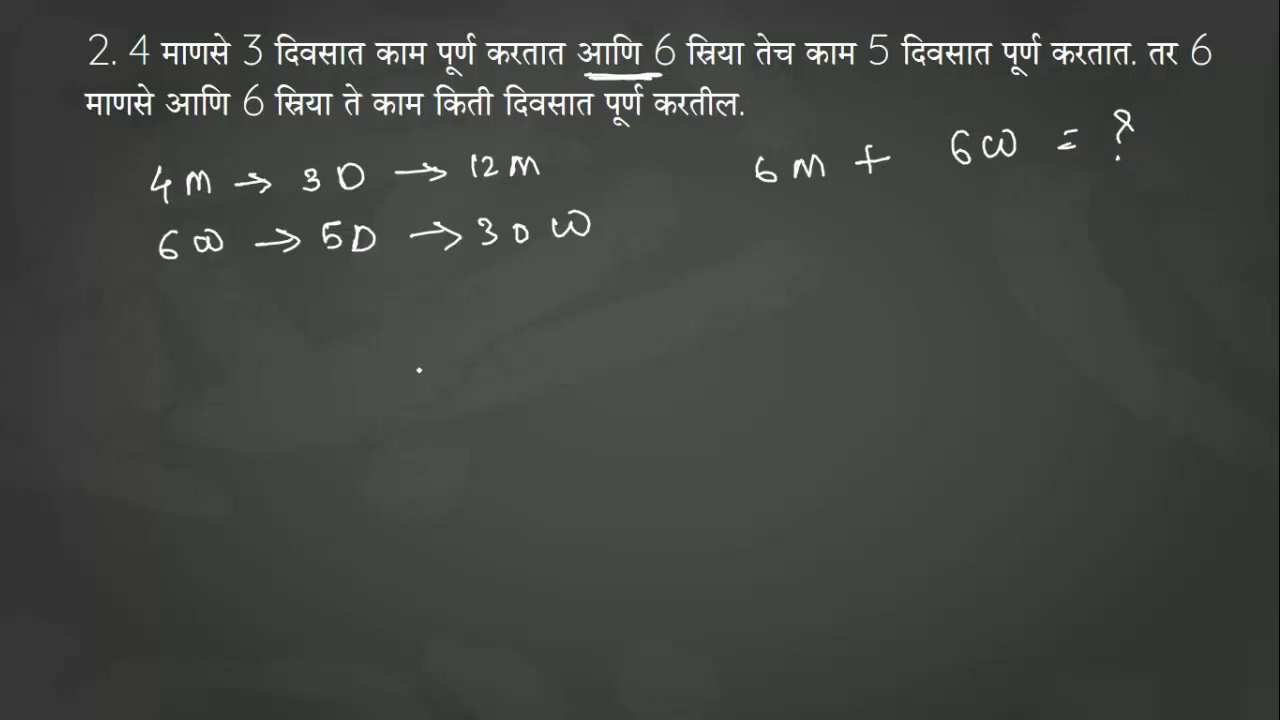 2. 4 माणसे 3 दिवसात काम पूर्ण करतात आणि 6 स्त्रिया तेच काम 5 दिवसात पूर्ण करतात. तर 6
माणसे आणि 6 स्त्रिया ते काम किती दिवसात पूर्ण करतील.
4 M → 3 D → 12 M
6 W → 5 D → 30 W
6 M + 6 W = ?